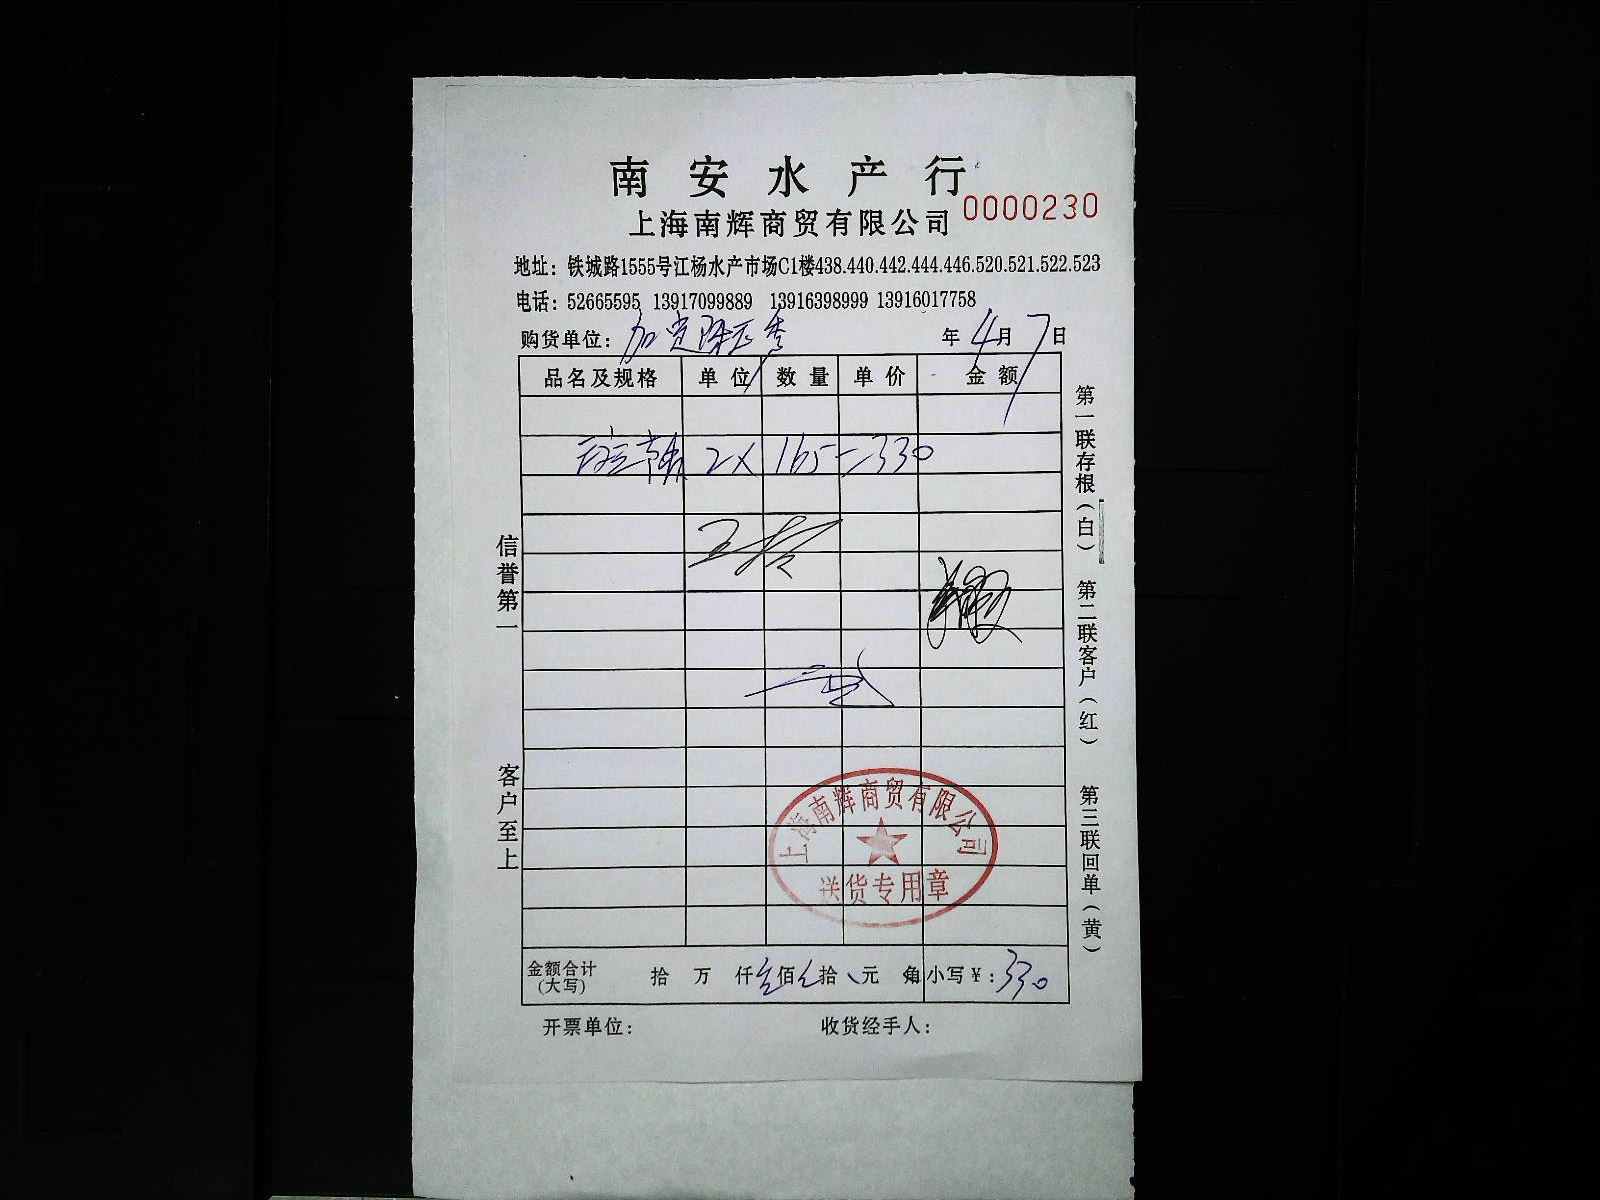 南安水产行
上海南辉商贸有限公司 0000230
地址：铁城路1555号江杨水产市场C1楼438.440.442.444.446.520.521.522.523
电话：52665595 13917099889 13916398999 13916017758
购货单位： 年4月7日
品名及规格 单位 数量 单价 金额
2× 165=330
信誉第一
客户至上
第一联存根（白） 第二联客户（红） 第三联回单（黄）
上海南辉商贸有限公司
送货专用章
金额合计（大写） 拾 万 仟 佰 拾 元 角 小写￥：330
开票单位： 收货经手人：